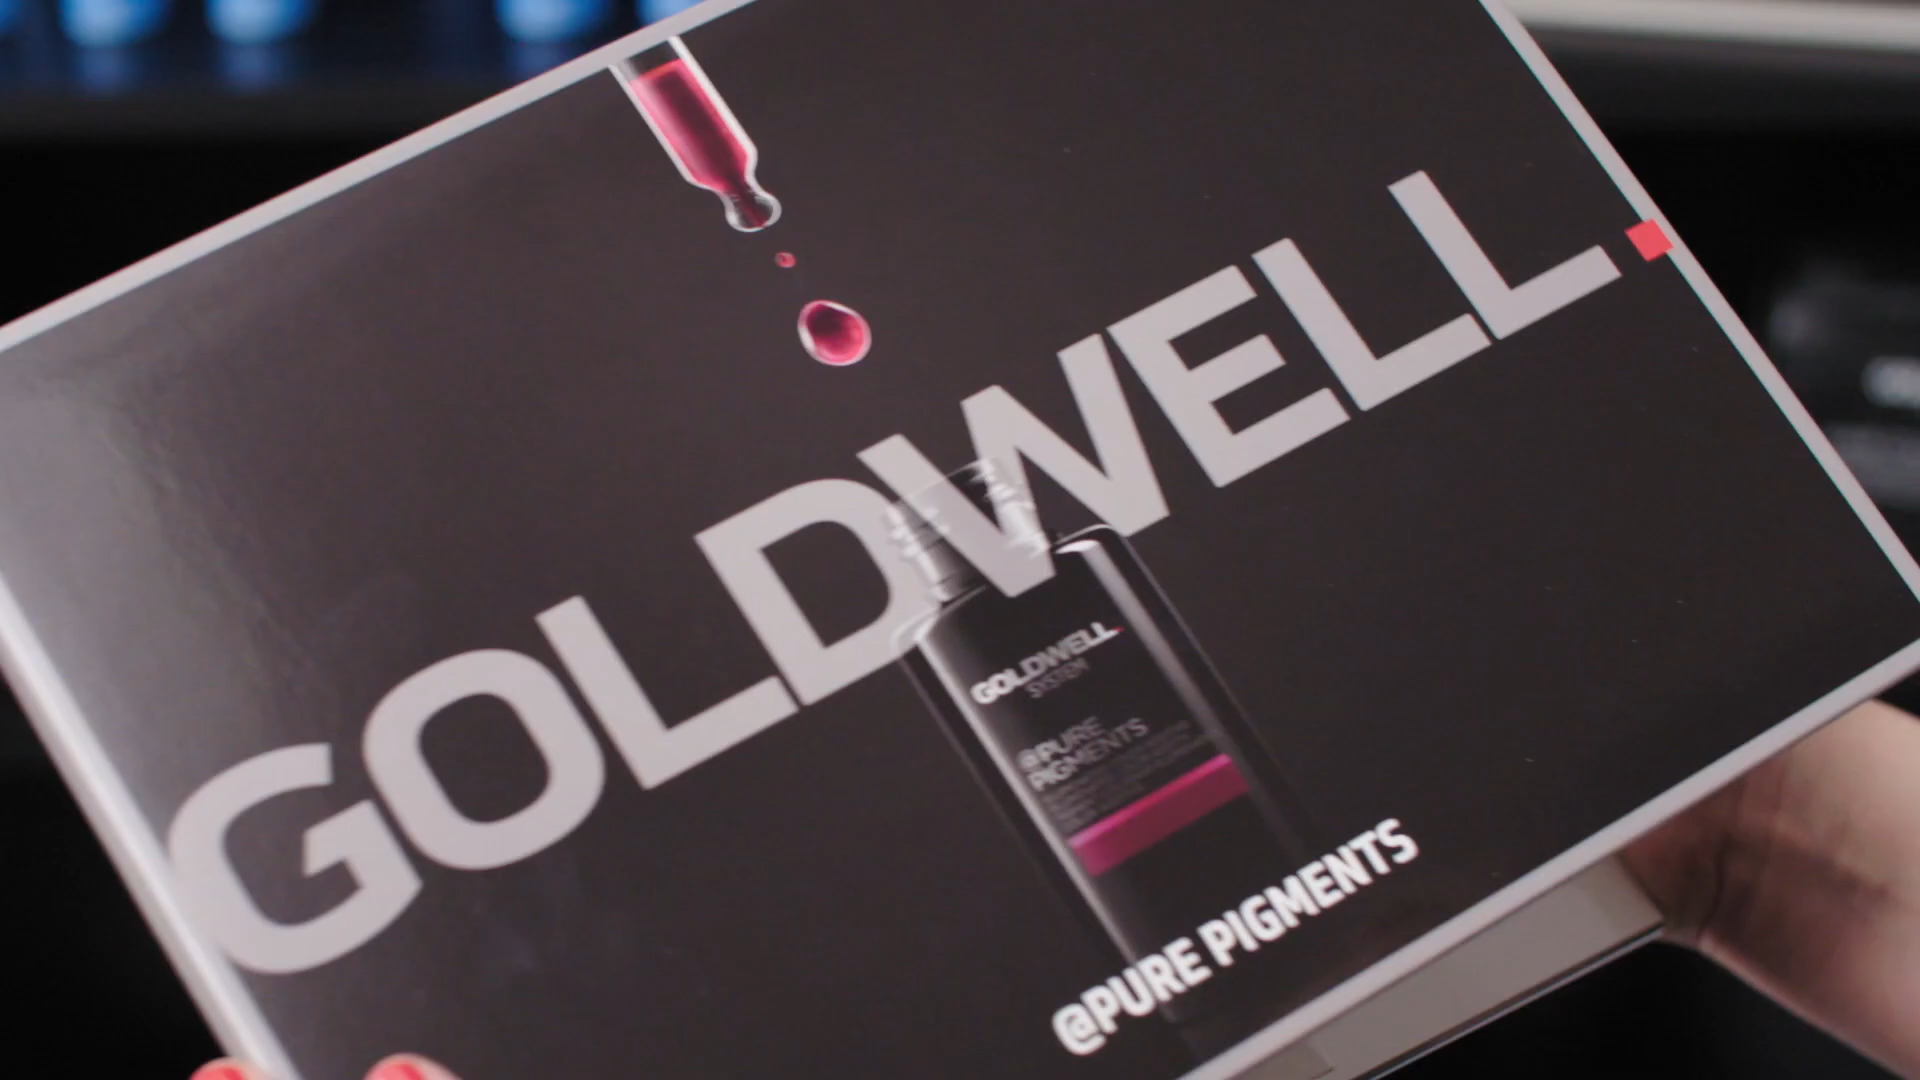 GOLDWELL.
GOLDWELL.
SYSTEM
@PURE
PIGMENTS
@PURE PIGMENTS